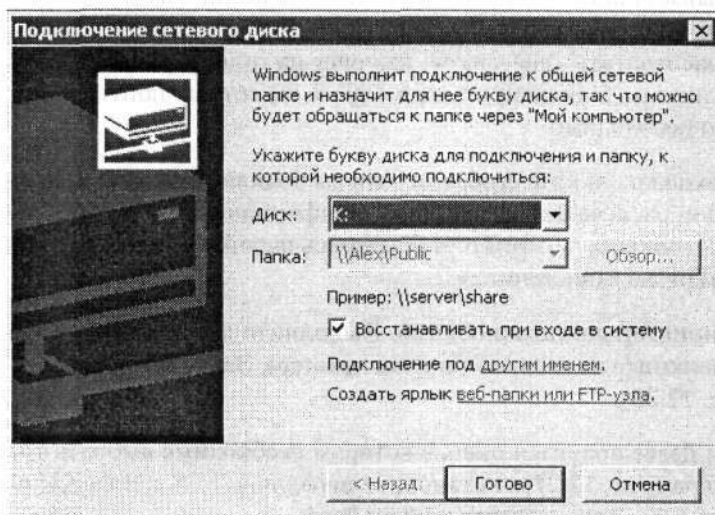 Подключение сетевого диска
Windows выполнит подключение к общей сетевой
папке и назначит для нее букву диска, так что можно
будет обращаться к папке через "Мой компьютер".
Укажите букву диска для подключения и папку, к
которой необходимо подключиться:
Диск: K:
Папка: \\Alex\Public Обзор...
Пример: \\server\share
Восстанавливать при входе в систему
Подключение под другим именем.
Создать ярлык веб-папки или FTP-узла.
< Назад Готово Отмена